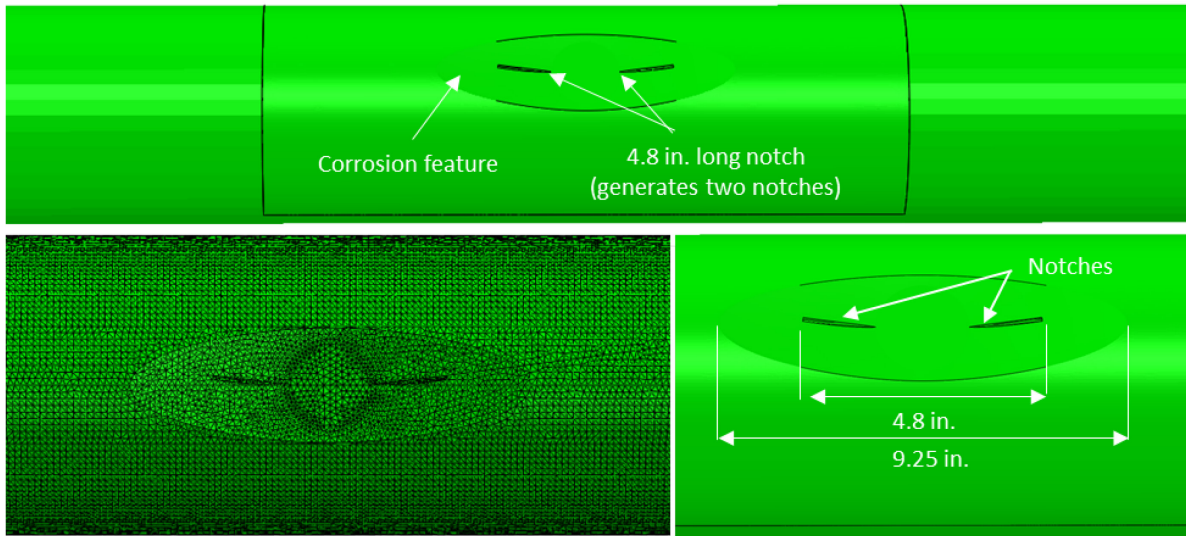 Corrosion feature
4.8 in. long notch
(generates two notches)
Notches
4.8 in.
9.25 in.